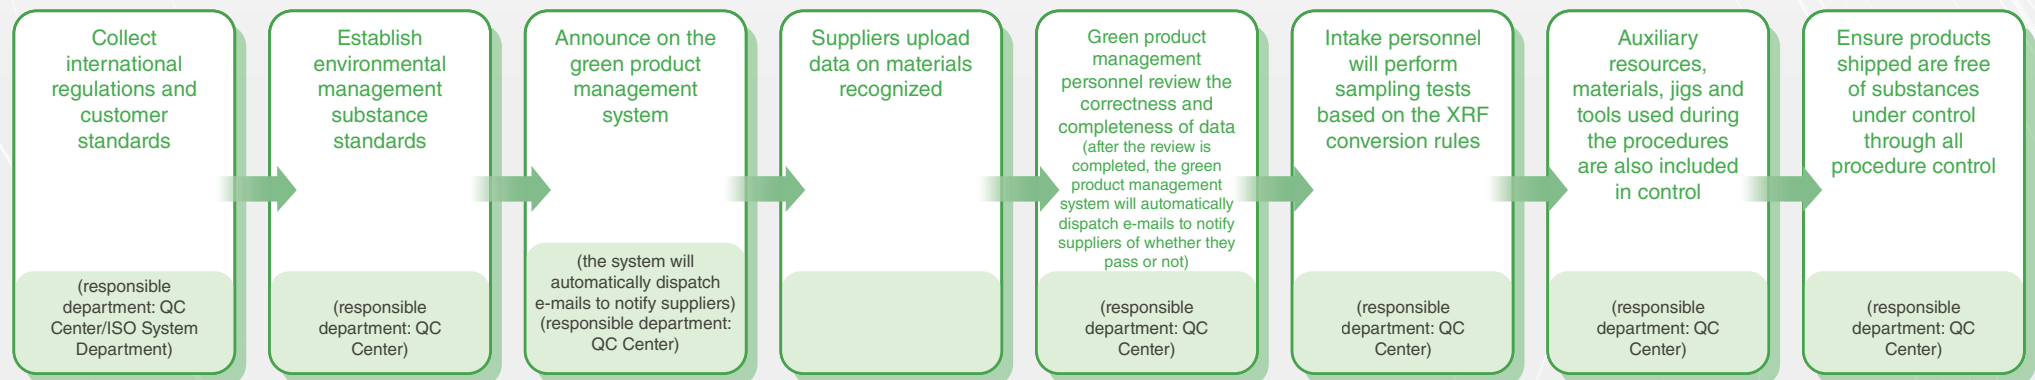 Collect
international
regulations and
customer
standards
(responsible
department: QC
Center/ISO System
Department)
Establish
environmental
management
substance
standards
(responsible
department: QC
Center)
Announce on the
green product
management
system
(the system will
automatically dispatch
e-mails to notify suppliers)
(responsible department:
QC Center)
Suppliers upload
data on materials
recognized
Green product
management
personnel review the
correctness and
completeness of data
(after the review is
completed, the green
product management
system will automatically
dispatch e-mails to notify
suppliers of whether they
pass or not)
(responsible
department: QC
Center)
Intake personnel
will perform
sampling tests
based on the XRF
conversion rules
(responsible
department: QC
Center)
Auxiliary
resources,
materials, jigs and
tools used during
the procedures
are also included
in control
(responsible
department: QC
Center)
Ensure products
shipped are free
of substances
under control
through all
procedure control
(responsible
department: QC
Center)